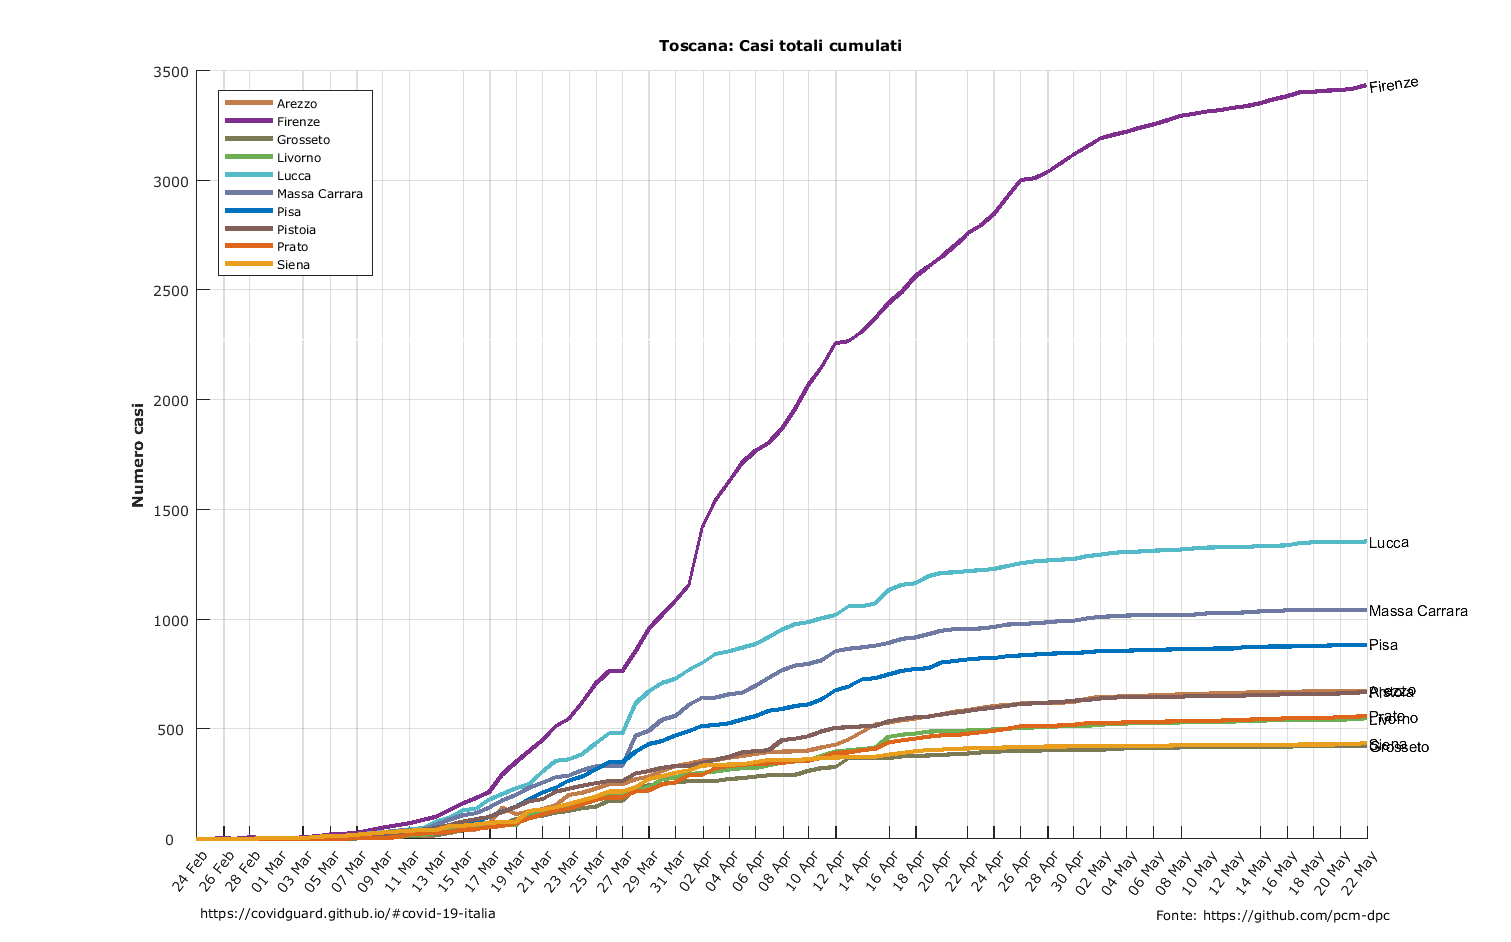 Toscana: Casi totali cumulati
Numero casi
3500
3000
2500
2000
1500
1000
500
0
Arezzo
Firenze
Grosseto
Livorno
Lucca
Massa Carrara
Pisa
Pistoia
Prato
Siena
Firenze
Lucca
Massa Carrara
Pisa
Arezzo
Pistoia
Prato
Livorno
Siena
Grosseto
24 Feb
26 Feb
28 Feb
01 Mar
03 Mar
05 Mar
07 Mar
09 Mar
11 Mar
13 Mar
15 Mar
17 Mar
19 Mar
21 Mar
23 Mar
25 Mar
27 Mar
29 Mar
31 Mar
02 Apr
04 Apr
06 Apr
08 Apr
10 Apr
12 Apr
14 Apr
16 Apr
18 Apr
20 Apr
22 Apr
24 Apr
26 Apr
28 Apr
30 Apr
02 May
04 May
06 May
08 May
10 May
12 May
14 May
16 May
18 May
20 May
22 May
https://covidguard.github.io/#covid-19-italia
Fonte: https://github.com/pcm-dpc